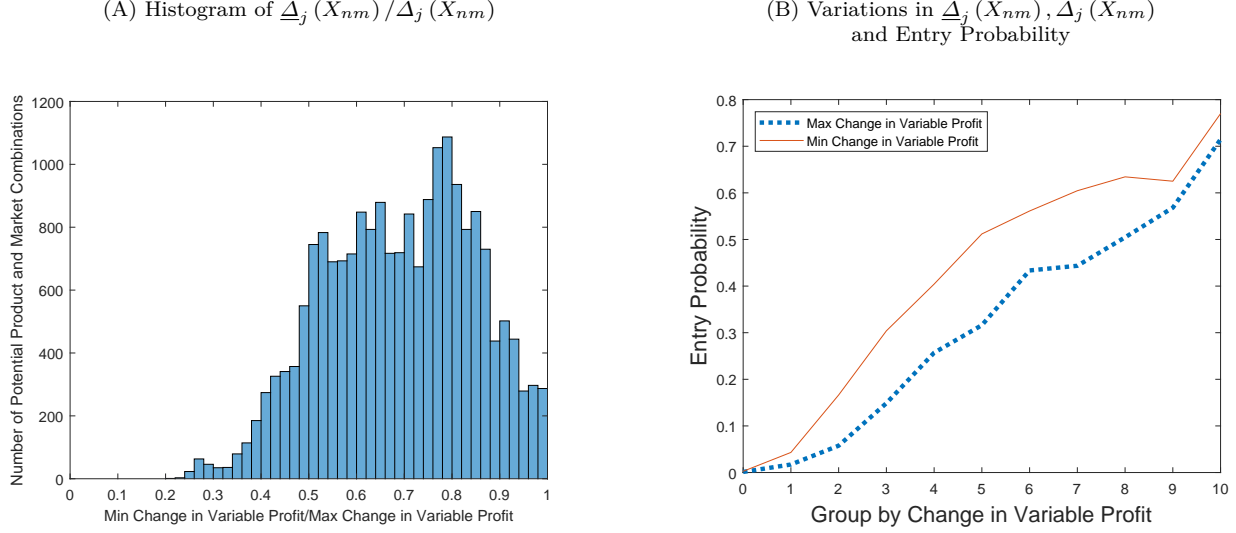 (A) Histogram of Δ̲j (Xnm) /Δj (Xnm)
1200
1000
800
600
400
200
0
Number of Potential Product and Market Combinations
0 0.1 0.2 0.3 0.4 0.5 0.6 0.7 0.8 0.9 1
Min Change in Variable Profit/Max Change in Variable Profit
(B) Variations in Δ̲j (Xnm) , Δj (Xnm)
and Entry Probability
Max Change in Variable Profit
Min Change in Variable Profit
0.8
0.7
0.6
0.5
0.4
0.3
0.2
0.1
0
Entry Probability
0 1 2 3 4 5 6 7 8 9 10
Group by Change in Variable Profit